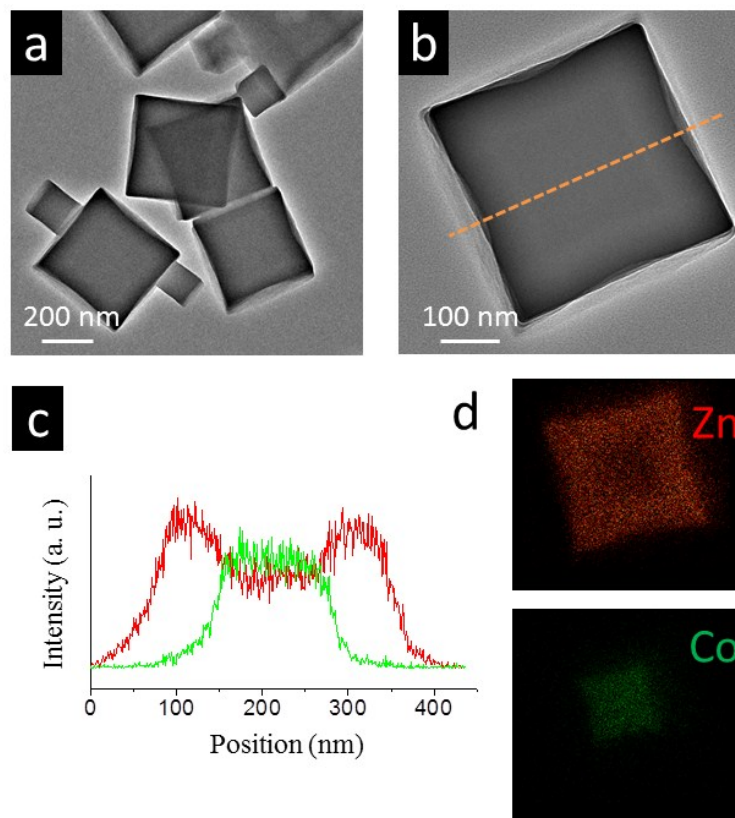 a
b
200 nm
100 nm
c
d
Zn
Intensity (a. u.)
0
100
200
300
400
Position (nm)
Co